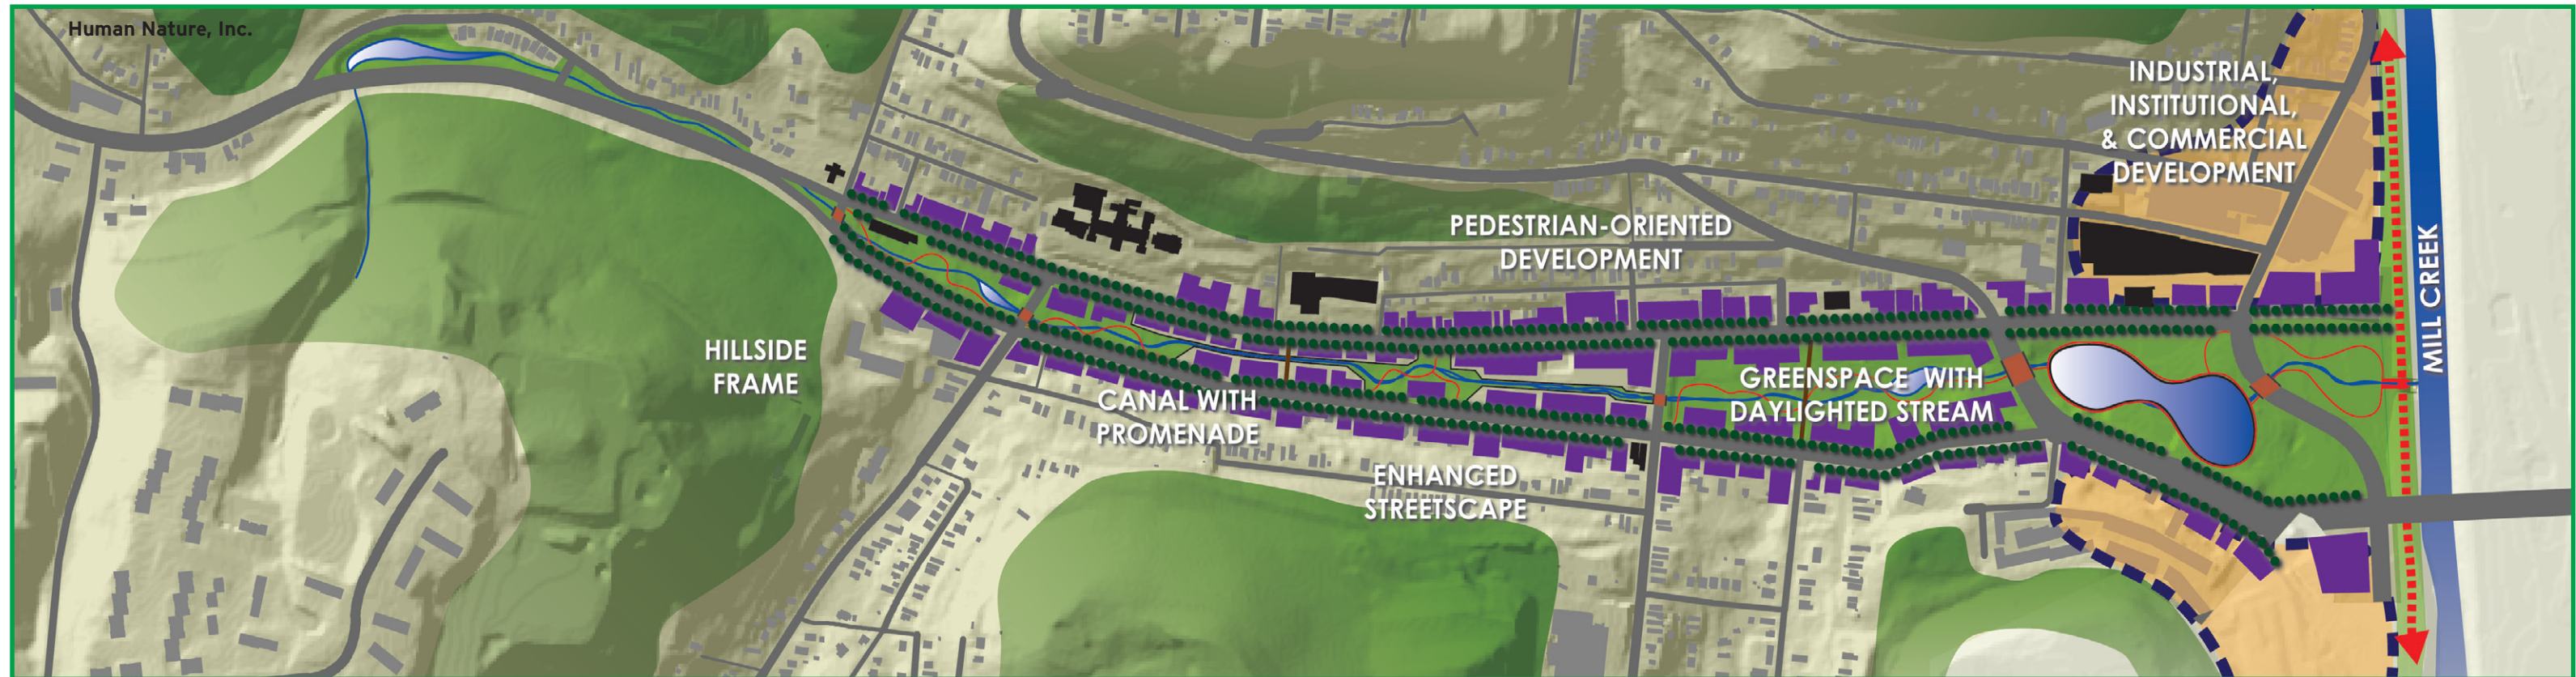 Human Nature, Inc.
INDUSTRIAL,
INSTITUTIONAL,
& COMMERCIAL
DEVELOPMENT
PEDESTRIAN-ORIENTED
DEVELOPMENT
MILL CREEK
HILLSIDE
FRAME
GREENSPACE WITH
DAYLIGHTED STREAM
CANAL WITH
PROMENADE
ENHANCED
STREETSCAPE